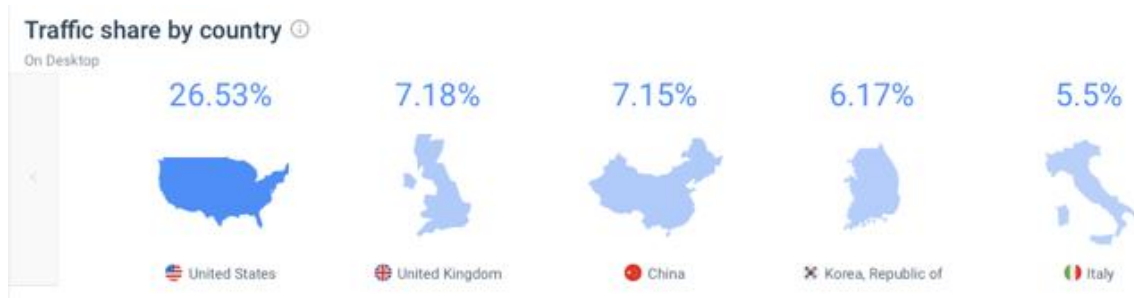 Traffic share by country
On Desktop
26.53% 7.18% 7.15% 6.17% 5.5%
United States United Kingdom China Korea, Republic of Italy